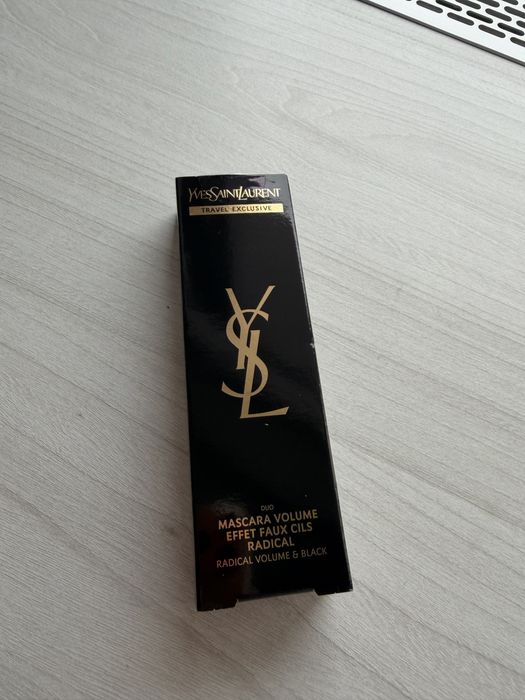 YVESSAINTLAURENT
TRAVEL EXCLUSIVE
YSL
DUO
MASCARA VOLUME
EFFET FAUX CILS
RADICAL
RADICAL VOLUME & BLACK